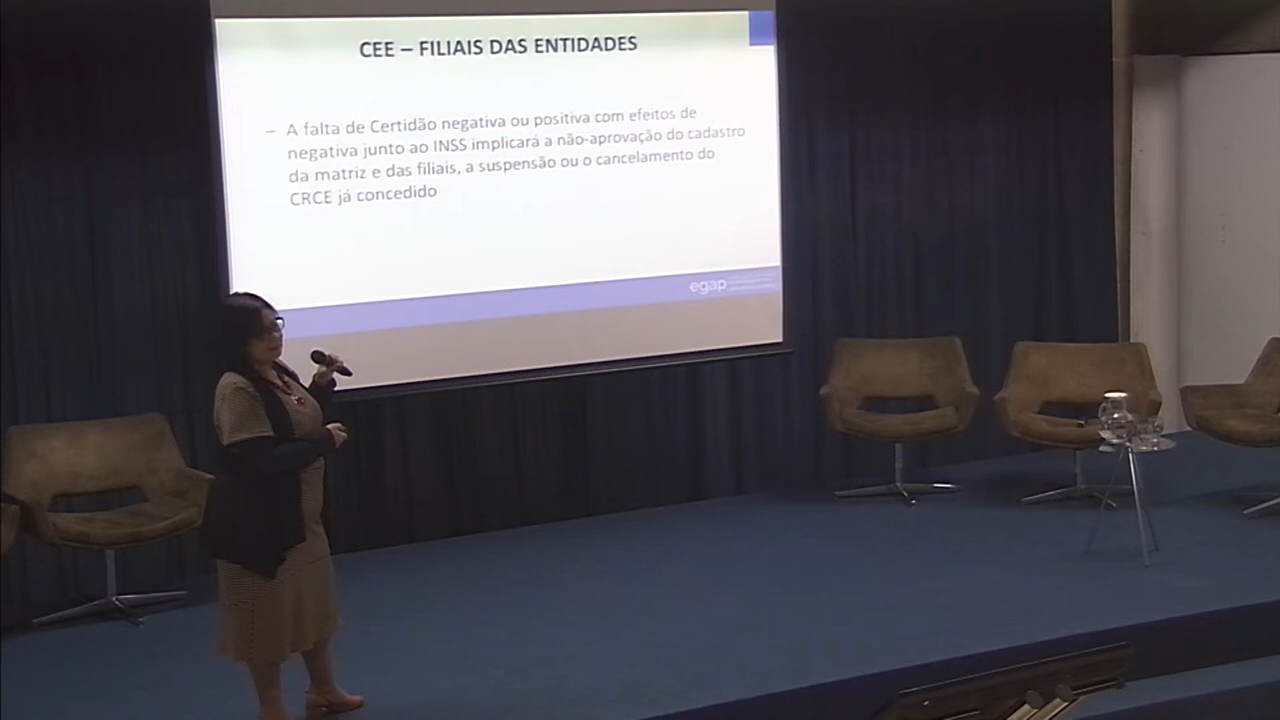 CEE – FILIAIS DAS ENTIDADES
– A falta de Certidão negativa ou positiva com efeitos de
negativa junto ao INSS implicará a não-aprovação do cadastro
da matriz e das filiais, a suspensão ou o cancelamento do
CRCE já concedido
egap